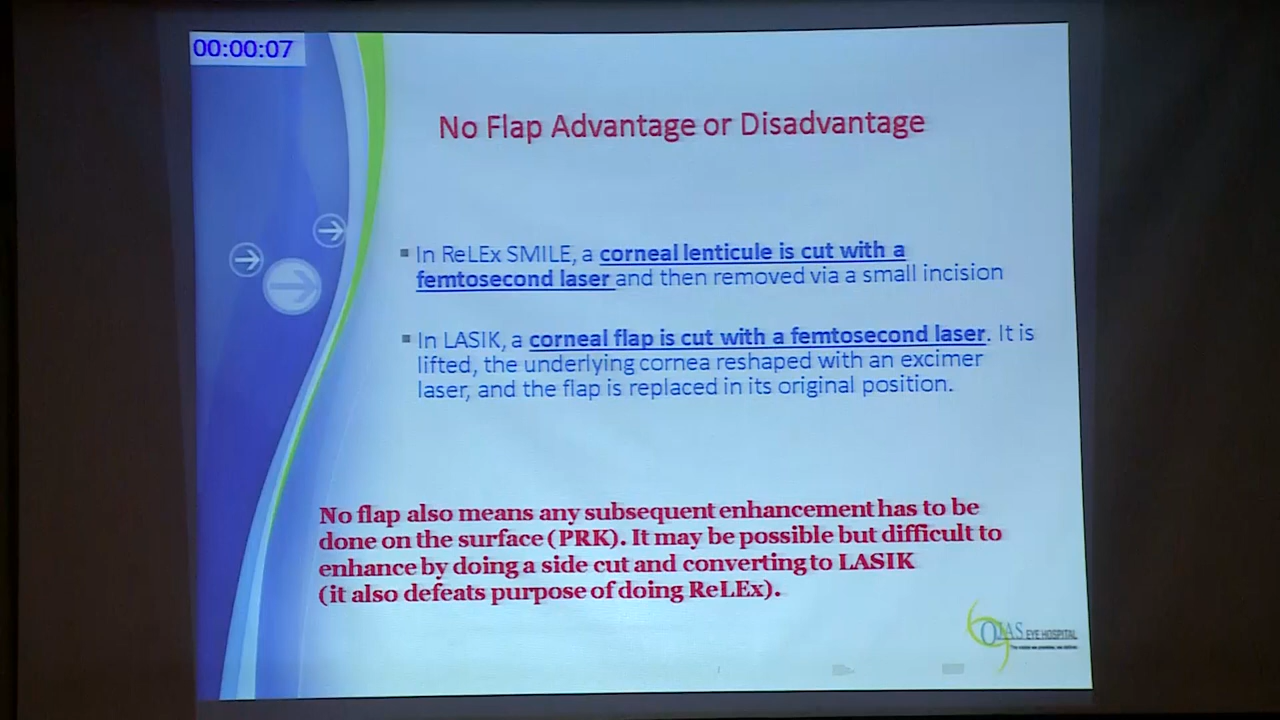 00:00:07
No Flap Advantage or Disadvantage
▪ In ReLEx SMILE, a corneal lenticule is cut with a
femtosecond laser and then removed via a small incision
▪ In LASIK, a corneal flap is cut with a femtosecond laser. It is
lifted, the underlying cornea reshaped with an excimer
laser, and the flap is replaced in its original position.
No flap also means any subsequent enhancement has to be
done on the surface (PRK). It may be possible but difficult to
enhance by doing a side cut and converting to LASIK
(it also defeats purpose of doing ReLEx).
OJAS EYE HOSPITAL